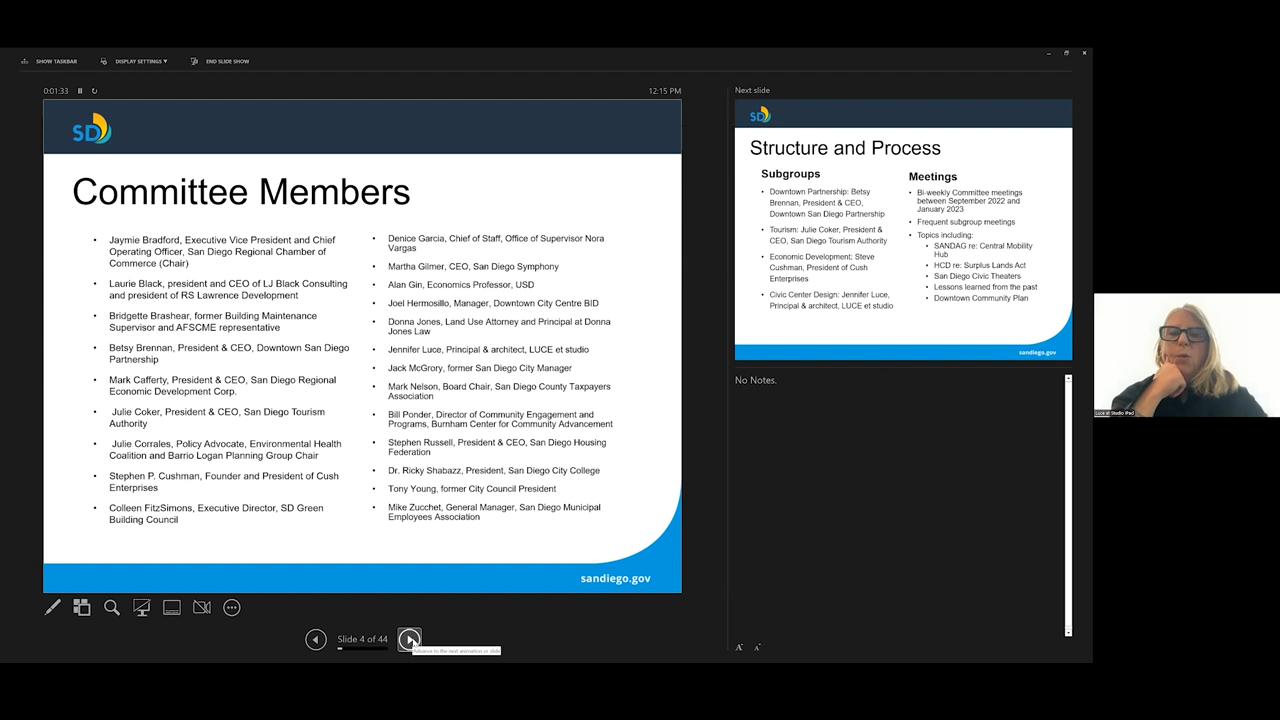 SHOW TASKBAR
DISPLAY SETTINGS ▾
END SLIDE SHOW
0:01:33
12:15 PM
SD
Committee Members
• Jaymie Bradford, Executive Vice President and Chief
Operating Officer, San Diego Regional Chamber of
Commerce (Chair)
• Laurie Black, president and CEO of LJ Black Consulting
and president of RS Lawrence Development
• Bridgette Brashear, former Building Maintenance
Supervisor and AFSCME representative
• Betsy Brennan, President & CEO, Downtown San Diego
Partnership
• Mark Cafferty, President & CEO, San Diego Regional
Economic Development Corp.
• Julie Coker, President & CEO, San Diego Tourism
Authority
• Julie Corrales, Policy Advocate, Environmental Health
Coalition and Barrio Logan Planning Group Chair
• Stephen P. Cushman, Founder and President of Cush
Enterprises
• Colleen FitzSimons, Executive Director, SD Green
Building Council
• Denice Garcia, Chief of Staff, Office of Supervisor Nora
Vargas
• Martha Gilmer, CEO, San Diego Symphony
• Alan Gin, Economics Professor, USD
• Joel Hermosillo, Manager, Downtown City Centre BID
• Donna Jones, Land Use Attorney and Principal at Donna
Jones Law
• Jennifer Luce, Principal & architect, LUCE et studio
• Jack McGrory, former San Diego City Manager
• Mark Nelson, Board Chair, San Diego County Taxpayers
Association
• Bill Ponder, Director of Community Engagement and
Programs, Burnham Center for Community Advancement
• Stephen Russell, President & CEO, San Diego Housing
Federation
• Dr. Ricky Shabazz, President, San Diego City College
• Tony Young, former City Council President
• Mike Zucchet, General Manager, San Diego Municipal
Employees Association
sandiego.gov
Slide 4 of 44
Advance to the next animation or slide
Next slide
SD
Structure and Process
Subgroups
• Downtown Partnership: Betsy
Brennan, President & CEO,
Downtown San Diego Partnership
• Tourism: Julie Coker, President &
CEO, San Diego Tourism Authority
• Economic Development: Steve
Cushman, President of Cush
Enterprises
• Civic Center Design: Jennifer Luce,
Principal & architect, LUCE et studio
Meetings
• Bi-weekly Committee meetings
between September 2022 and
January 2023
• Frequent subgroup meetings
• Topics including:
• SANDAG re: Central Mobility
Hub
• HCD re: Surplus Lands Act
• San Diego Civic Theaters
• Lessons learned from the past
• Downtown Community Plan
sandiego.gov
No Notes.
A A
Luce et Studio iPad